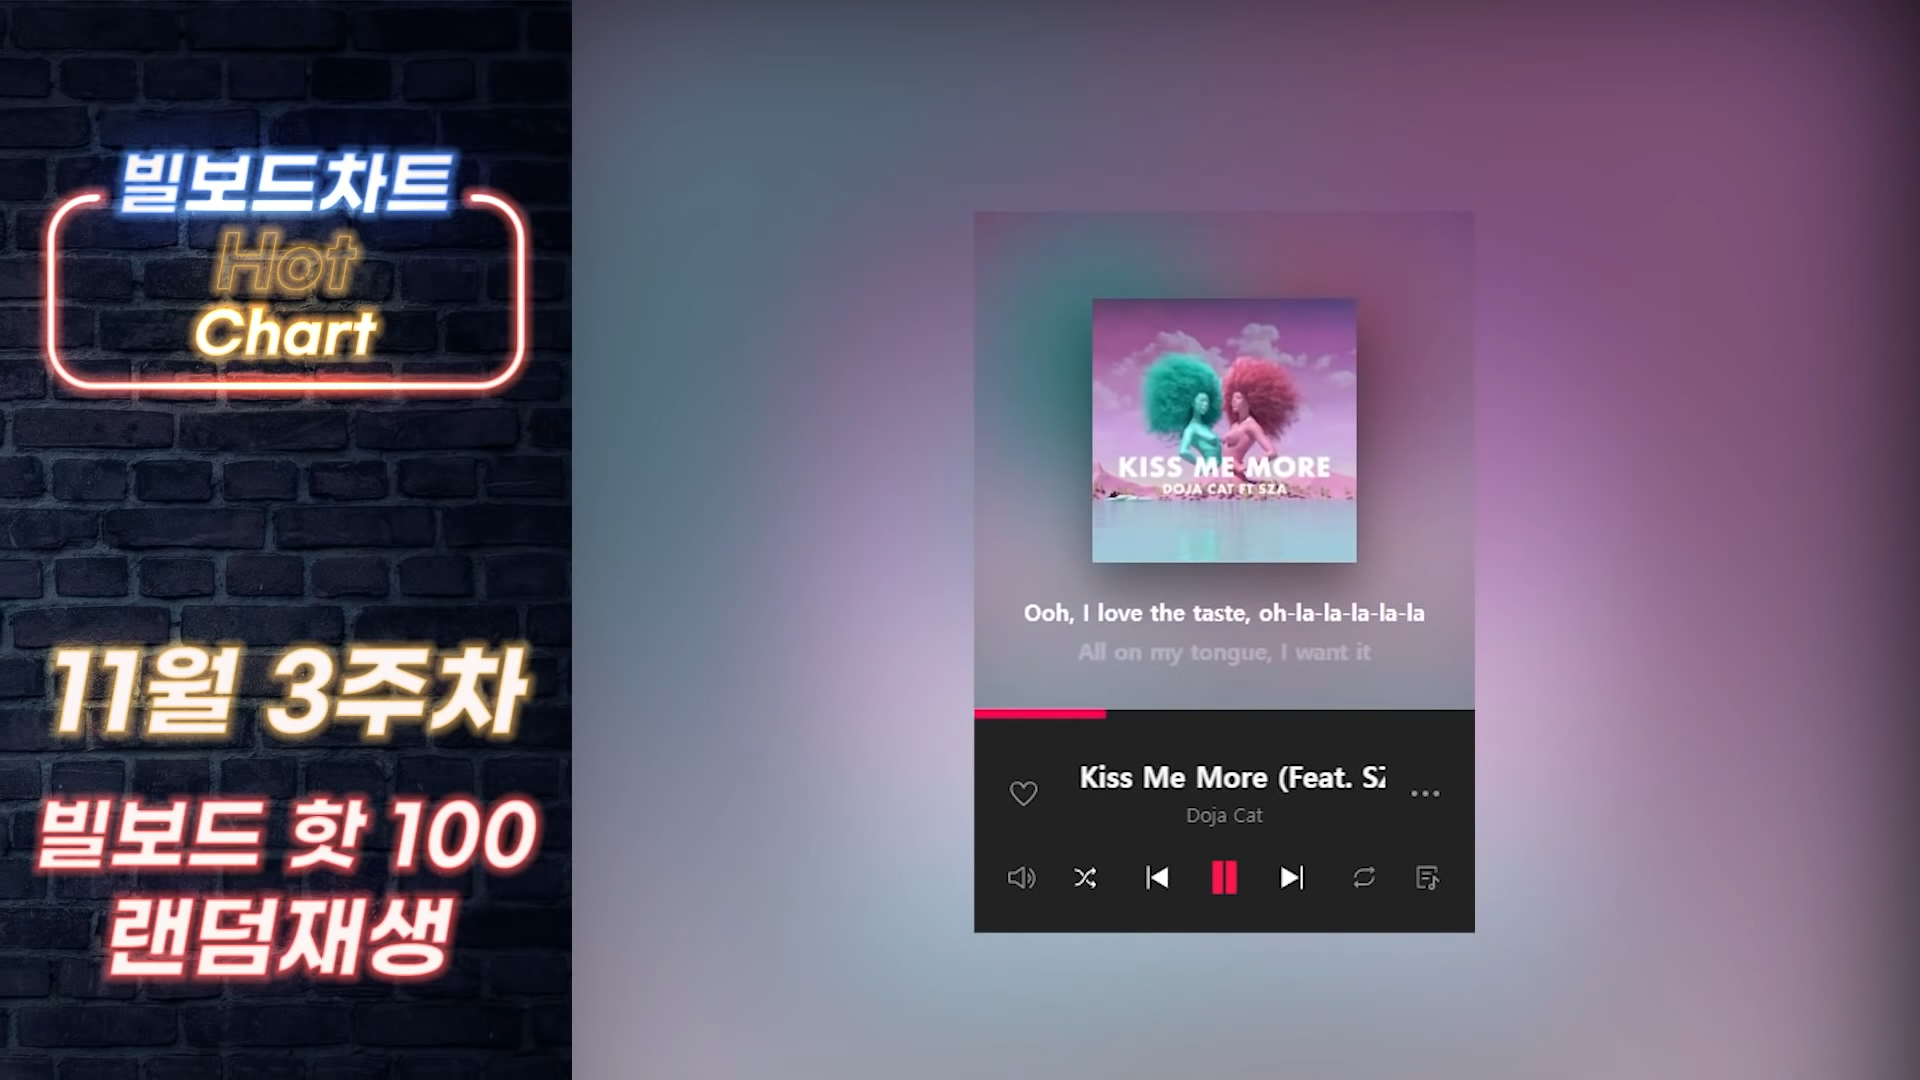 빌보드차트
Hot
Chart
11월 3주차
빌보드 핫 100
랜덤재생
KISS ME MORE
DOJA CAT FT SZA
Ooh, I love the taste, oh-la-la-la-la-la
All on my tongue, I want it
Kiss Me More (Feat. SZ
Doja Cat